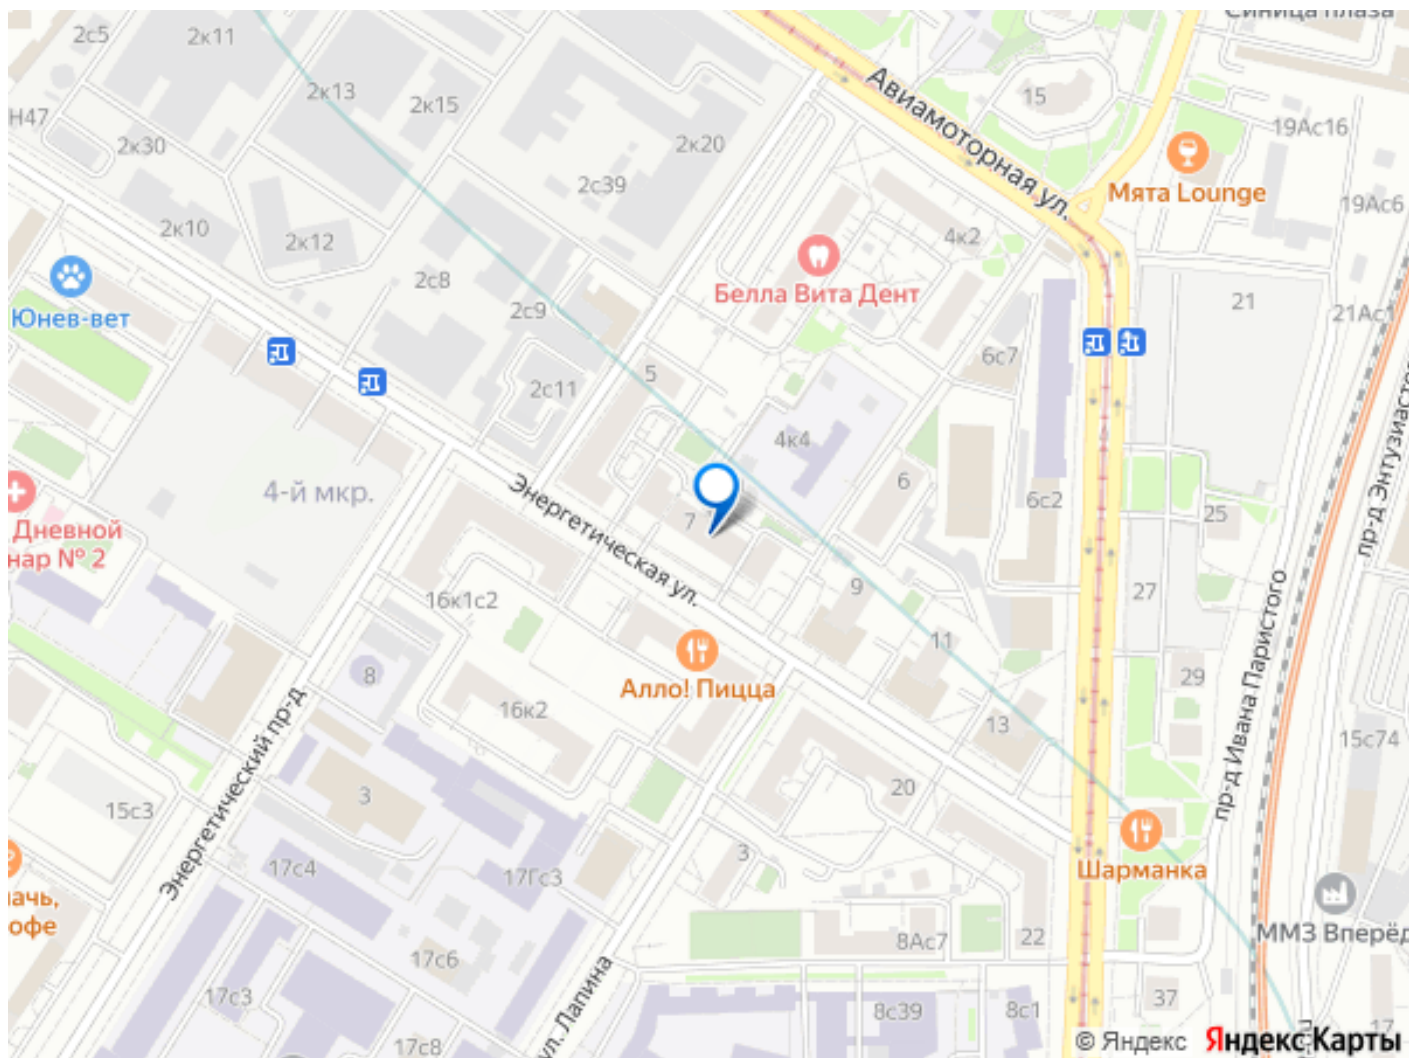 Синица плаза
2с5
2к11
2к13
2к15
15
Авиамоторная ул.
Н47
2к30
2к20
19Ас16
2с39
Мята Lounge
19Ас6
2к10
2к12
4к2
2с8
Белла Вита Дент
2с9
21
21Ас1
Юнев-вет
6с7
5
2с11
4к4
4-й мкр.
6
6с2
пр-д Энтузиастов
Дневной
нар № 2
Энергетическая ул.
7
25
9
27
16к1с2
11
8
Алло! Пицца
29
16к2
13
пр-д Ивана Паристого
15с74
Энергетический пр-д
3
20
15с3
3
Шарманка
17с4
17Гс3
ачь,
офе
8Ас7
22
ММЗ Вперёд
17с6
17с3
ул. Лапина
37
8с39
8с1
17
17с8
© Яндекс Яндекс Карты